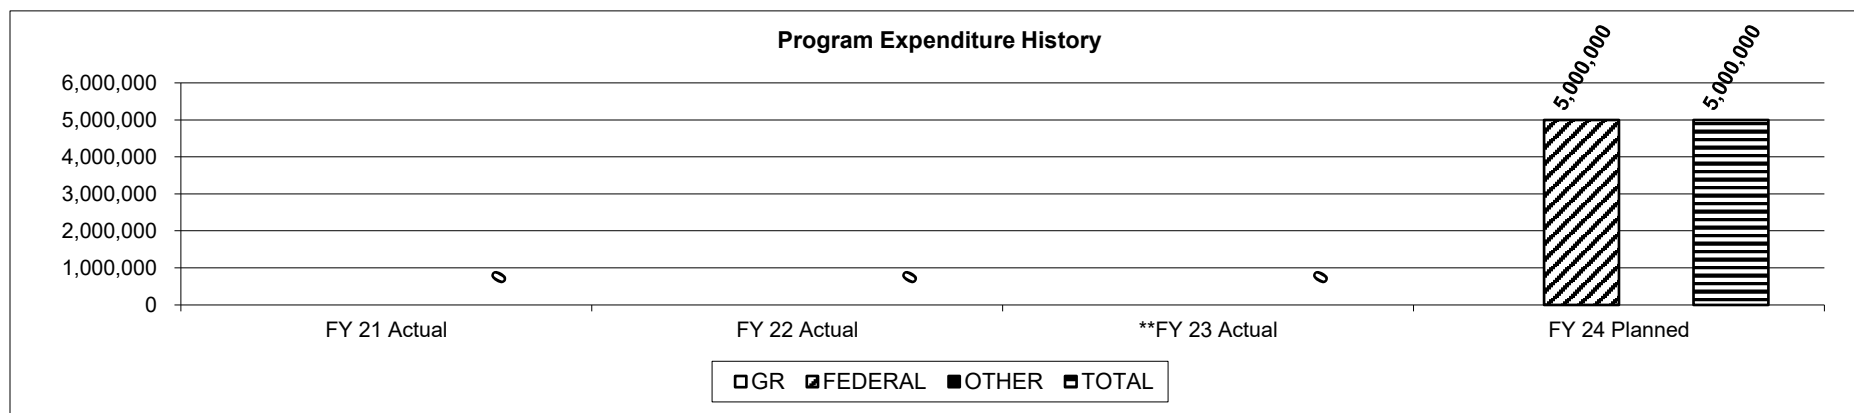 Program Expenditure History
5,000,000 5,000,000
6,000,000
5,000,000
4,000,000
3,000,000
2,000,000
1,000,000
0 0 0
0
FY 21 Actual FY 22 Actual **FY 23 Actual FY 24 Planned
GR FEDERAL OTHER TOTAL